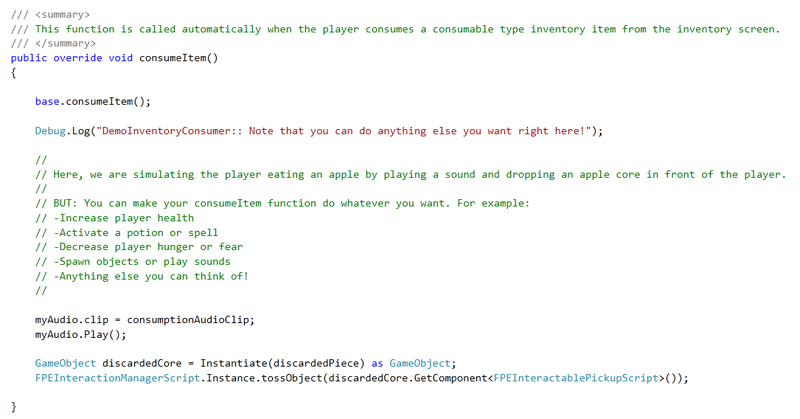 /// <summary>
/// This function is called automatically when the player consumes a consumable type inventory item from the inventory screen.
/// </summary>
public override void consumeItem()
{
base.consumeItem();
Debug.Log("DemoInventoryConsumer:: Note that you can do anything else you want right here!");
//
// Here, we are simulating the player eating an apple by playing a sound and dropping an apple core in front of the player.
//
// BUT: You can make your consumeItem function do whatever you want. For example:
// -Increase player health
// -Activate a potion or spell
// -Decrease player hunger or fear
// -Spawn objects or play sounds
// -Anything else you can think of!
//
myAudio.clip = consumptionAudioClip;
myAudio.Play();
GameObject discardedCore = Instantiate(discardedPiece) as GameObject;
FPEInteractionManagerScript.Instance.tossObject(discardedCore.GetComponent<FPEInteractablePickupScript>());
}